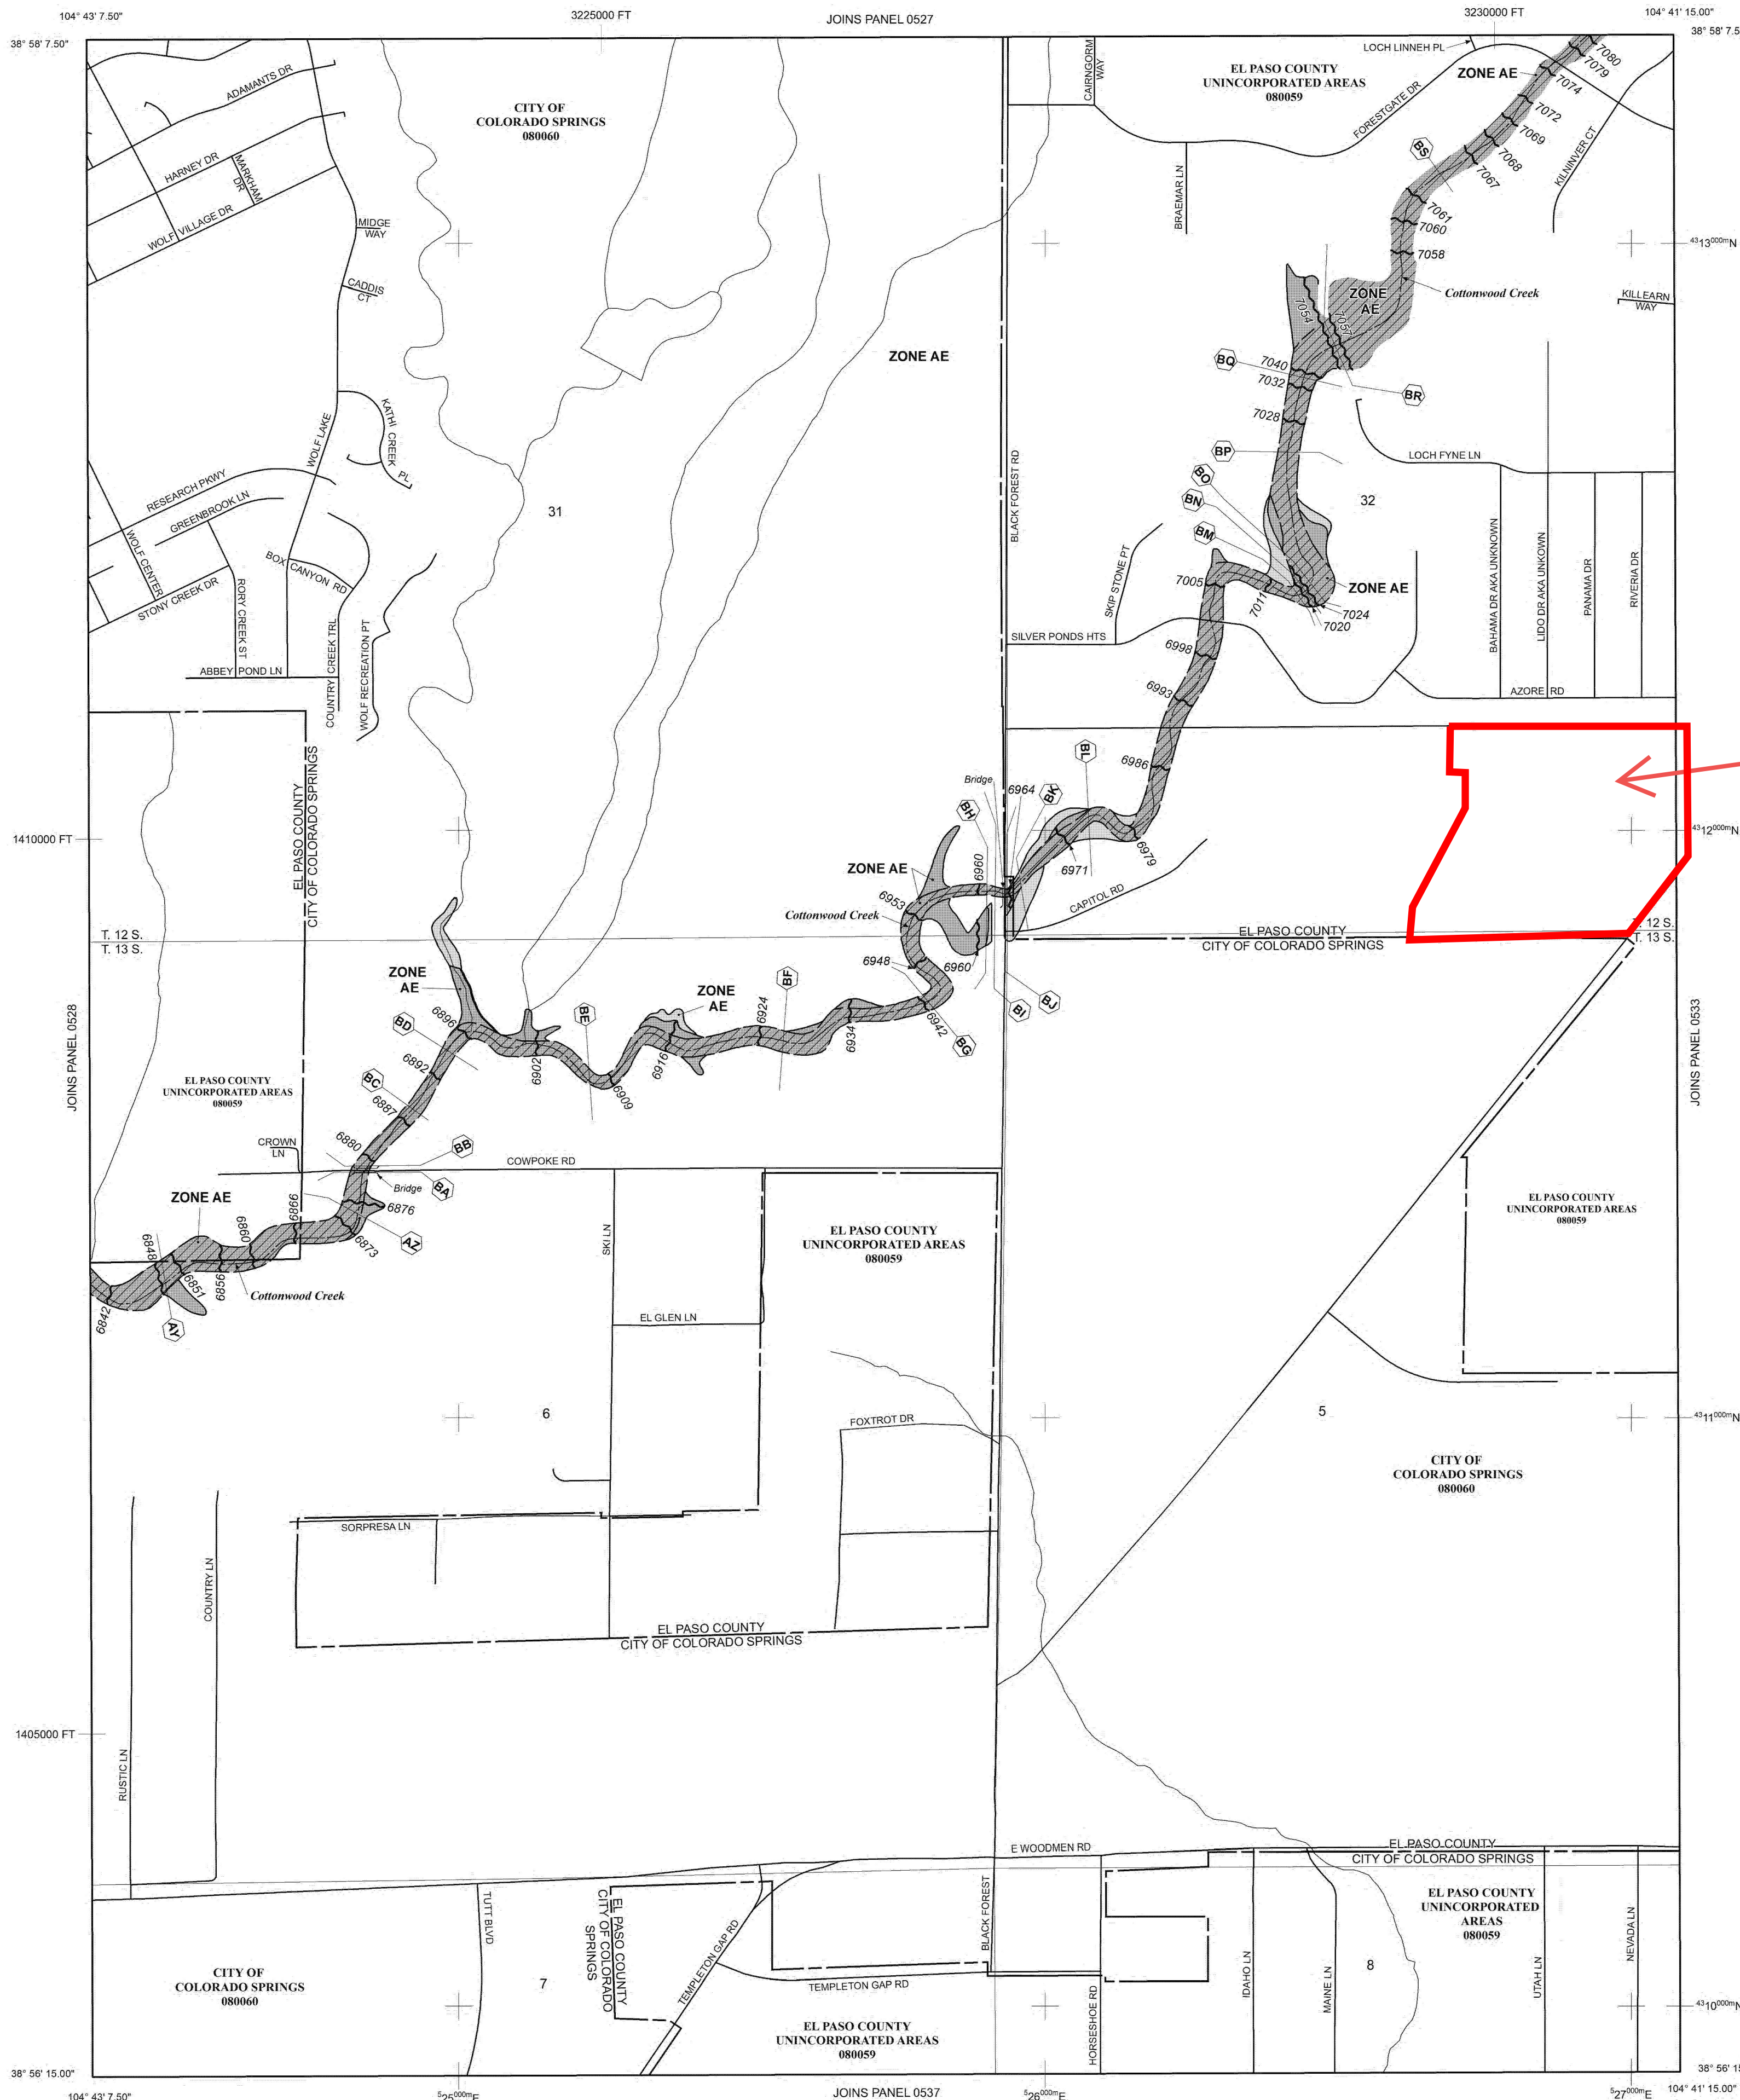 104° 43' 7.50"
3225000 FT
JOINS PANEL 0527
3230000 FT
104° 41' 15.00"
38° 58' 7.50"
38° 58' 7.5
LOCH LINNEH PL
CAIRNGORM
WAY
EL PASO COUNTY
UNINCORPORATED AREAS
080059
ZONE AE
7080
7079
7074
7072
7069
7068
7067
ADAMANTS DR
CITY OF
COLORADO SPRINGS
080060
FORESTGATE DR
KILNINVER CT
BS
HARNEY DR
MARKHAM
DR
WOLF VILLAGE DR
MIDGE
WAY
BRAEMAR LN
7061
7060
7058
4313000mN
CADDIS
CT
ZONE
AE
Cottonwood Creek
KILLEARN
WAY
7054
7057
ZONE AE
BQ
7040
7032
BR
7028
KATHI CREEK PL
WOLF LAKE
BLACK FOREST RD
BP
LOCH FYNE LN
BO
BN
32
RESEARCH PKWY
GREENBROOK LN
31
BM
WOLF CENTER
BOX CANYON RD
STONY CREEK DR
RORY CREEK ST
SKIP STONE PT
7005
7011
ZONE AE
7024
7020
BAHAMA DR AKA UNKNOWN
LIDO DR AKA UNKOWN
PANAMA DR
RIVERIA DR
SILVER PONDS HTS
6998
ABBEY POND LN
COUNTRY CREEK TRL
WOLF RECREATION PT
6993
AZORE RD
EL PASO COUNTY
CITY OF COLORADO SPRINGS
BL
6986
Bridge
6964
BK
BH
1410000 FT
4312000mN
6979
6971
ZONE AE
6960
6953
CAPITOL RD
Cottonwood Creek
T. 12 S.
T. 13 S.
EL PASO COUNTY
CITY OF COLORADO SPRINGS
T. 12 S.
T. 13 S.
6948
6960
ZONE
AE
ZONE
AE
BF
BJ
BI
6924
BE
BD
6896
6934
6942
BG
JOINS PANEL 0528
JOINS PANEL 0533
6892
6902
6916
BC
6909
6887
EL PASO COUNTY
UNINCORPORATED AREAS
080059
6880
BB
CROWN
LN
COWPOKE RD
Bridge
BA
ZONE AE
6866
6876
6860
AZ
6873
6848
6851
6856
Cottonwood Creek
6842
AY
EL PASO COUNTY
UNINCORPORATED AREAS
080059
EL PASO COUNTY
UNINCORPORATED AREAS
080059
SKI LN
EL GLEN LN
6
FOXTROT DR
5
4311000mN
CITY OF
COLORADO SPRINGS
080060
SORPRESA LN
COUNTRY LN
EL PASO COUNTY
CITY OF COLORADO SPRINGS
1405000 FT
RUSTIC LN
E WOODMEN RD
EL PASO COUNTY
CITY OF COLORADO SPRINGS
EL PASO COUNTY
UNINCORPORATED
AREAS
080059
TUTT BLVD
EL PASO COUNTY
CITY OF COLORADO
SPRINGS
TEMPLETON GAP RD
BLACK FOREST
NEVADA LN
CITY OF
COLORADO SPRINGS
080060
7
TEMPLETON GAP RD
HORSESHOE RD
IDAHO LN
MAINE LN
8
UTAH LN
4310000mN
EL PASO COUNTY
UNINCORPORATED AREAS
080059
38° 56' 15.00"
38° 56' 15
104° 43' 7.50"
525000mE
JOINS PANEL 0537
526000mE
527000mE
104° 41' 15.00"